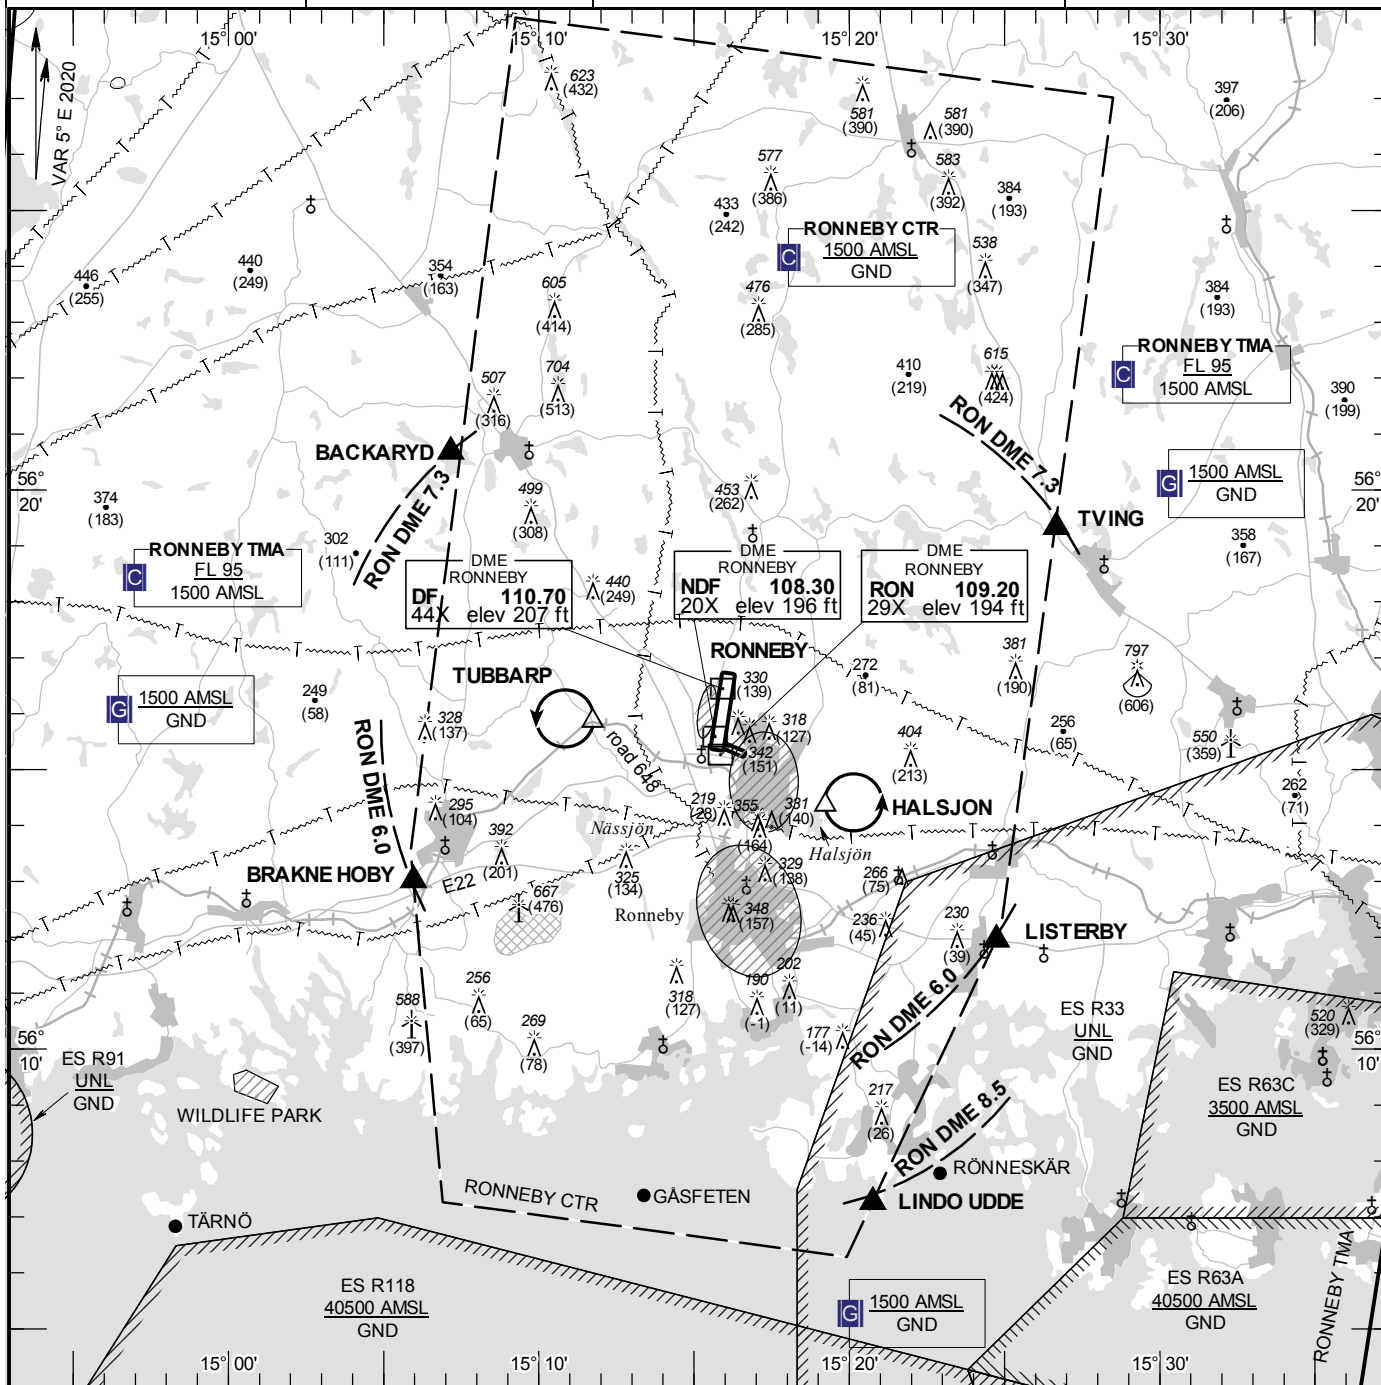 15° 00'
15° 10'
15° 20'
15° 30'
VAR 5° E 2020
623
(432)
581
(390)
581
(390)
397
(206)
577
(386)
583
(392)
384
(193)
433
(242)
RONNEBY CTR
C
1500 AMSL
GND
538
(347)
440
(249)
446
(255)
354
(163)
605
(414)
476
(285)
384
(193)
RONNEBY TMA
C
FL 95
1500 AMSL
704
(513)
507
(316)
410
(219)
615
(424)
390
(199)
RON DME 7.3
BACKARYD
RON DME 7.3
56°
20'
374
(183)
499
(308)
453
(262)
G
1500 AMSL
GND
56°
20'
TVING
302
(111)
358
(167)
RONNEBY TMA
C
FL 95
1500 AMSL
DME
RONNEBY
DF 110.70
44X elev 207 ft
440
(249)
DME
RONNEBY
NDF 108.30
20X elev 196 ft
DME
RONNEBY
RON 109.20
29X elev 194 ft
RONNEBY
TUBBARP
330
(139)
272
(81)
381
(190)
797
(606)
G
1500 AMSL
GND
249
(58)
328
(137)
road 648
318
(127)
342
(151)
404
(213)
256
(65)
550
(359)
RON DME 6.0
295
(104)
219
(-28)
355
(164)
381
(140)
HALSJON
262
(71)
Nässjön
Halsjön
392
(201)
325
(134)
329
(138)
BRAKNE HOBY
E22
266
(75)
667
(476)
Ronneby
348
(157)
236
(45)
230
(39)
LISTERBY
RON DME 6.0
256
(65)
318
(127)
190
(-1)
202
(11)
588
(397)
269
(78)
177
(-14)
ES R33
UNL
GND
520
(329)
56°
10'
56°
10'
ES R91
UNL
GND
WILDLIFE PARK
217
(26)
RON DME 8.5
ES R63C
3500 AMSL
GND
RÖNNESKÄR
RONNEBY CTR
GÅSFETEN
LINDO UDDE
TÄRNÖ
ES R118
40500 AMSL
GND
G
1500 AMSL
GND
ES R63A
40500 AMSL
GND
RONNEBY TMA
15° 00'
15° 10'
15° 20'
15° 30'